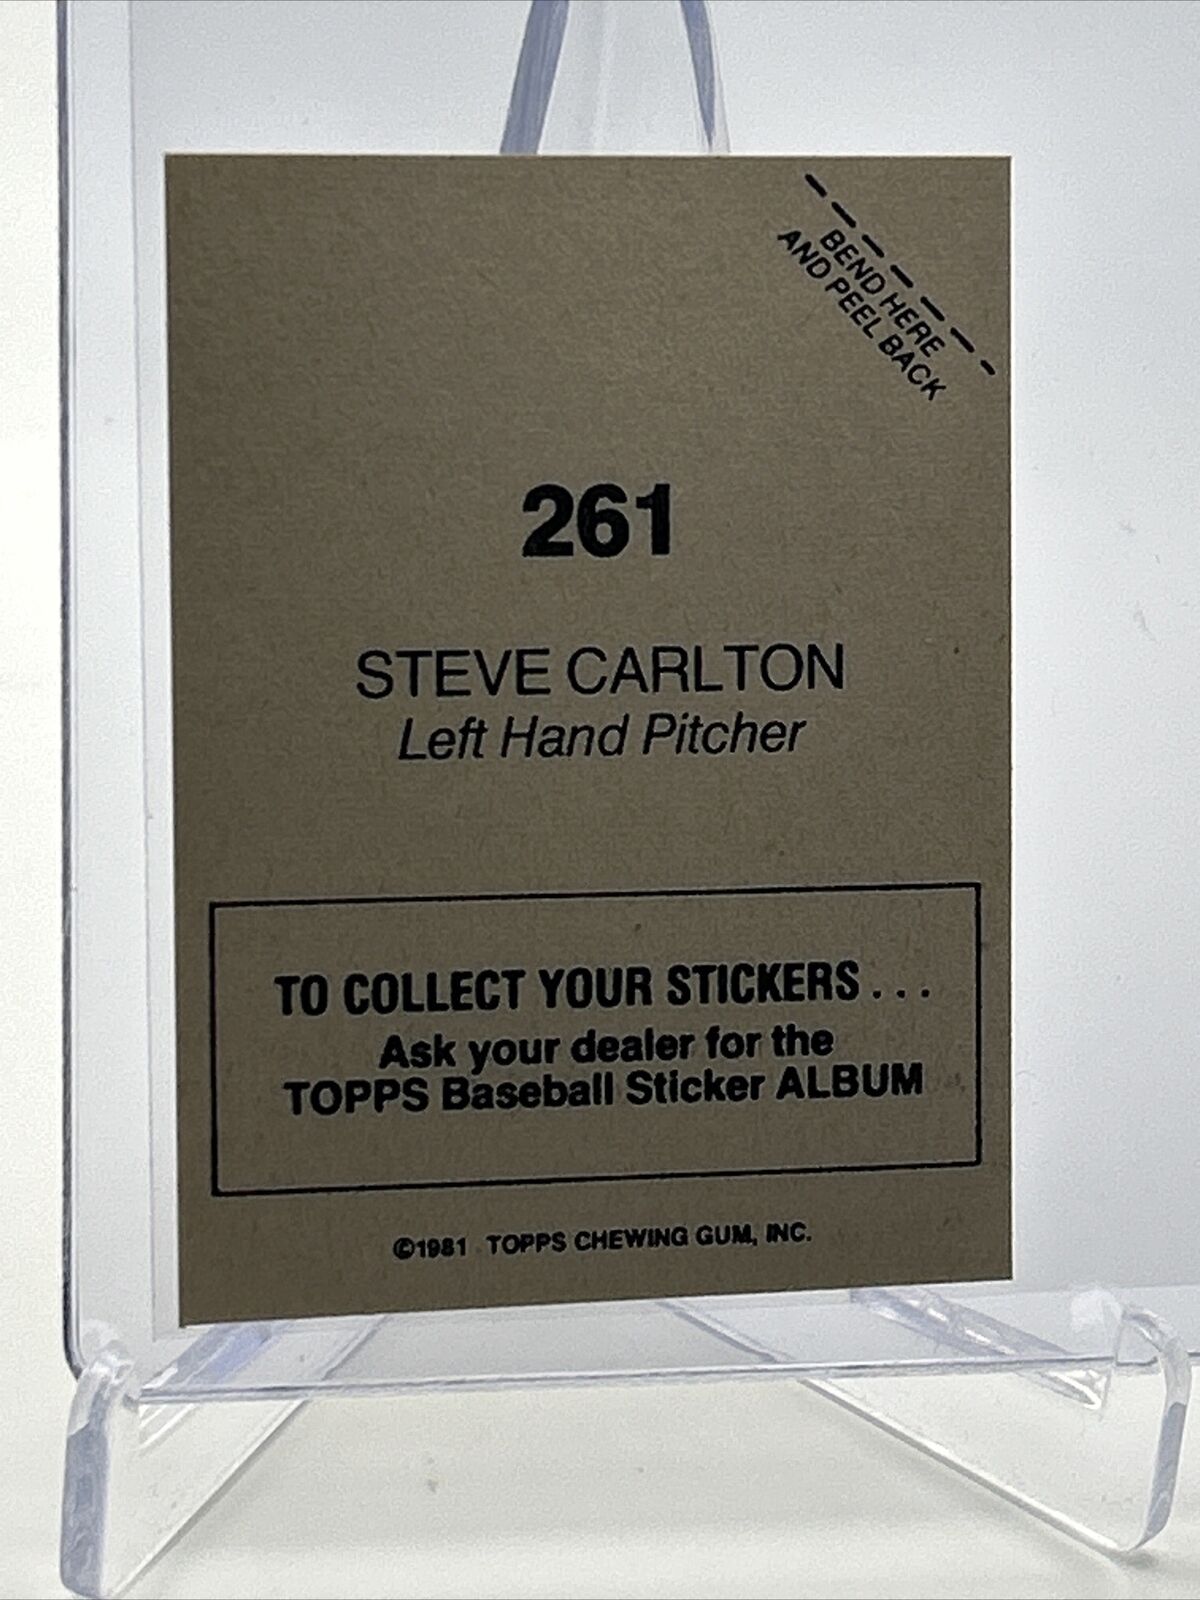 BEND HERE
AND PEEL BACK
261
STEVE CARLTON
Left Hand Pitcher
TO COLLECT YOUR STICKERS . . .
Ask your dealer for the
TOPPS Baseball Sticker ALBUM
©1981 TOPPS CHEWING GUM, INC.